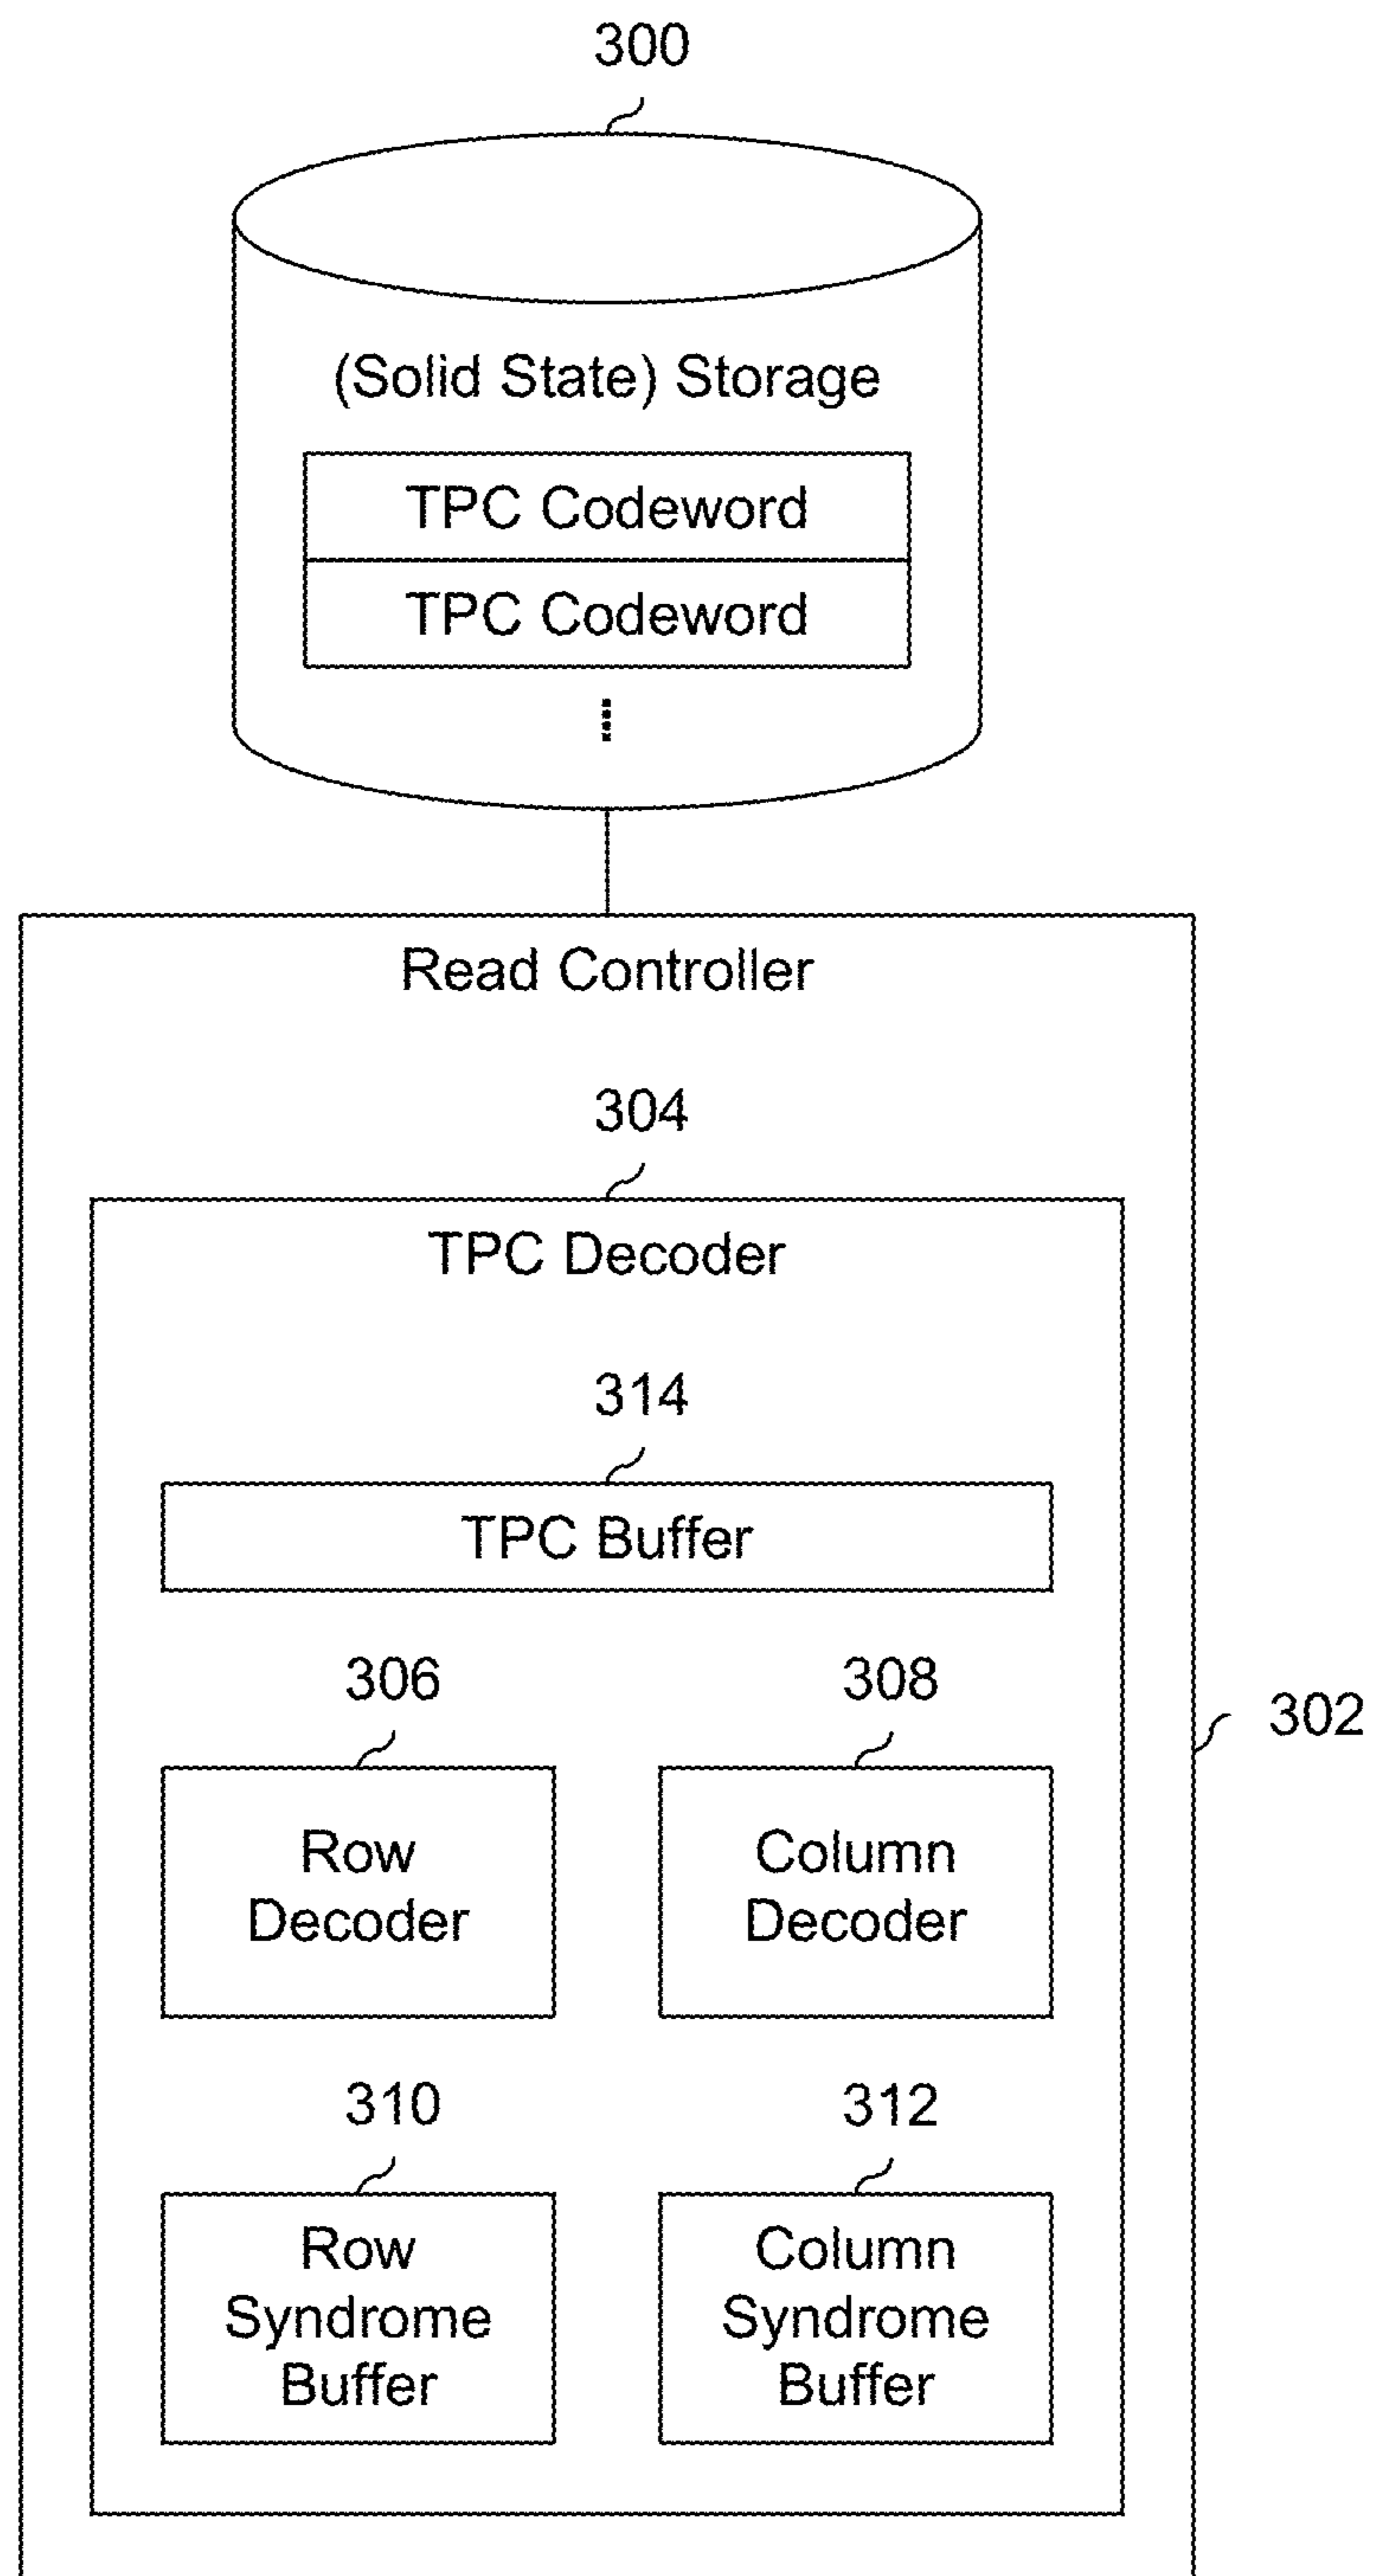 300
(Solid State) Storage
TPC Codeword
TPC Codeword
Read Controller
304
TPC Decoder
314
TPC Buffer
306
308
302
Row
Decoder
Column
Decoder
310
312
Row
Syndrome
Buffer
Column
Syndrome
Buffer